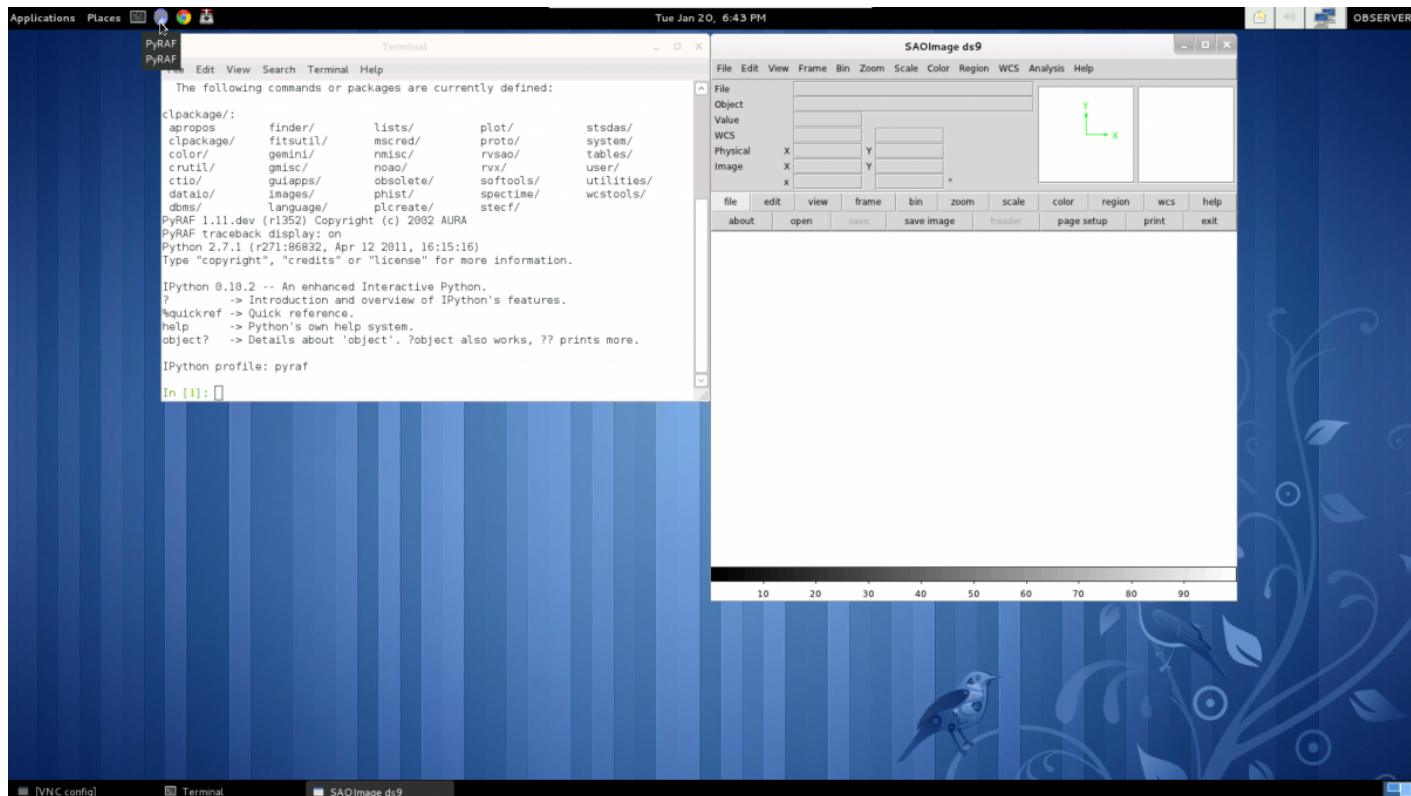 Applications Places Tue Jan 20, 6:43 PM OBSERVER
PyRAF
PyRAF
Terminal
Edit View Search Terminal Help
The following commands or packages are currently defined:
clpackage/:
apropos finder/ lists/ plot/ stsdas/
clpackage/ fitsutil/ mscred/ proto/ system/
color/ gemini/ nmisc/ rvsao/ tables/
crutil/ gmisc/ noao/ rvx/ user/
ctio/ guiapps/ obsolete/ softools/ utilities/
dataio/ images/ phist/ spectime/ wcstools/
dbms/ language/ plcreate/ stecf/
PyRAF 1.11.dev (r1352) Copyright (c) 2002 AURA
PyRAF traceback display: on
Python 2.7.1 (r271:86832, Apr 12 2011, 16:15:16)
Type "copyright", "credits" or "license" for more information.
IPython 0.10.2 -- An enhanced Interactive Python.
? -> Introduction and overview of IPython's features.
%quickref -> Quick reference.
help -> Python's own help system.
object? -> Details about 'object'. ?object also works, ?? prints more.
IPython profile: pyraf
In [1]:
SAOImage ds9
File Edit View Frame Bin Zoom Scale Color Region WCS Analysis Help
File
Object
Value
WCS
Physical X Y
Image X Y
x °
Y
X
file edit view frame bin zoom scale color region wcs help
about open save save image header page setup print exit
10 20 30 40 50 60 70 80 90
[VNC config] Terminal SAOImage ds9